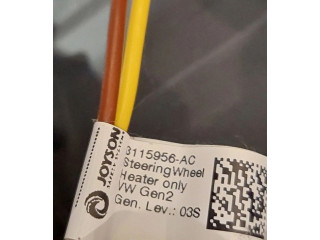 JOYSON
3115956-AC
SteeringWheel
Heater only
VW Gen2
Gen. Lev.: 03S